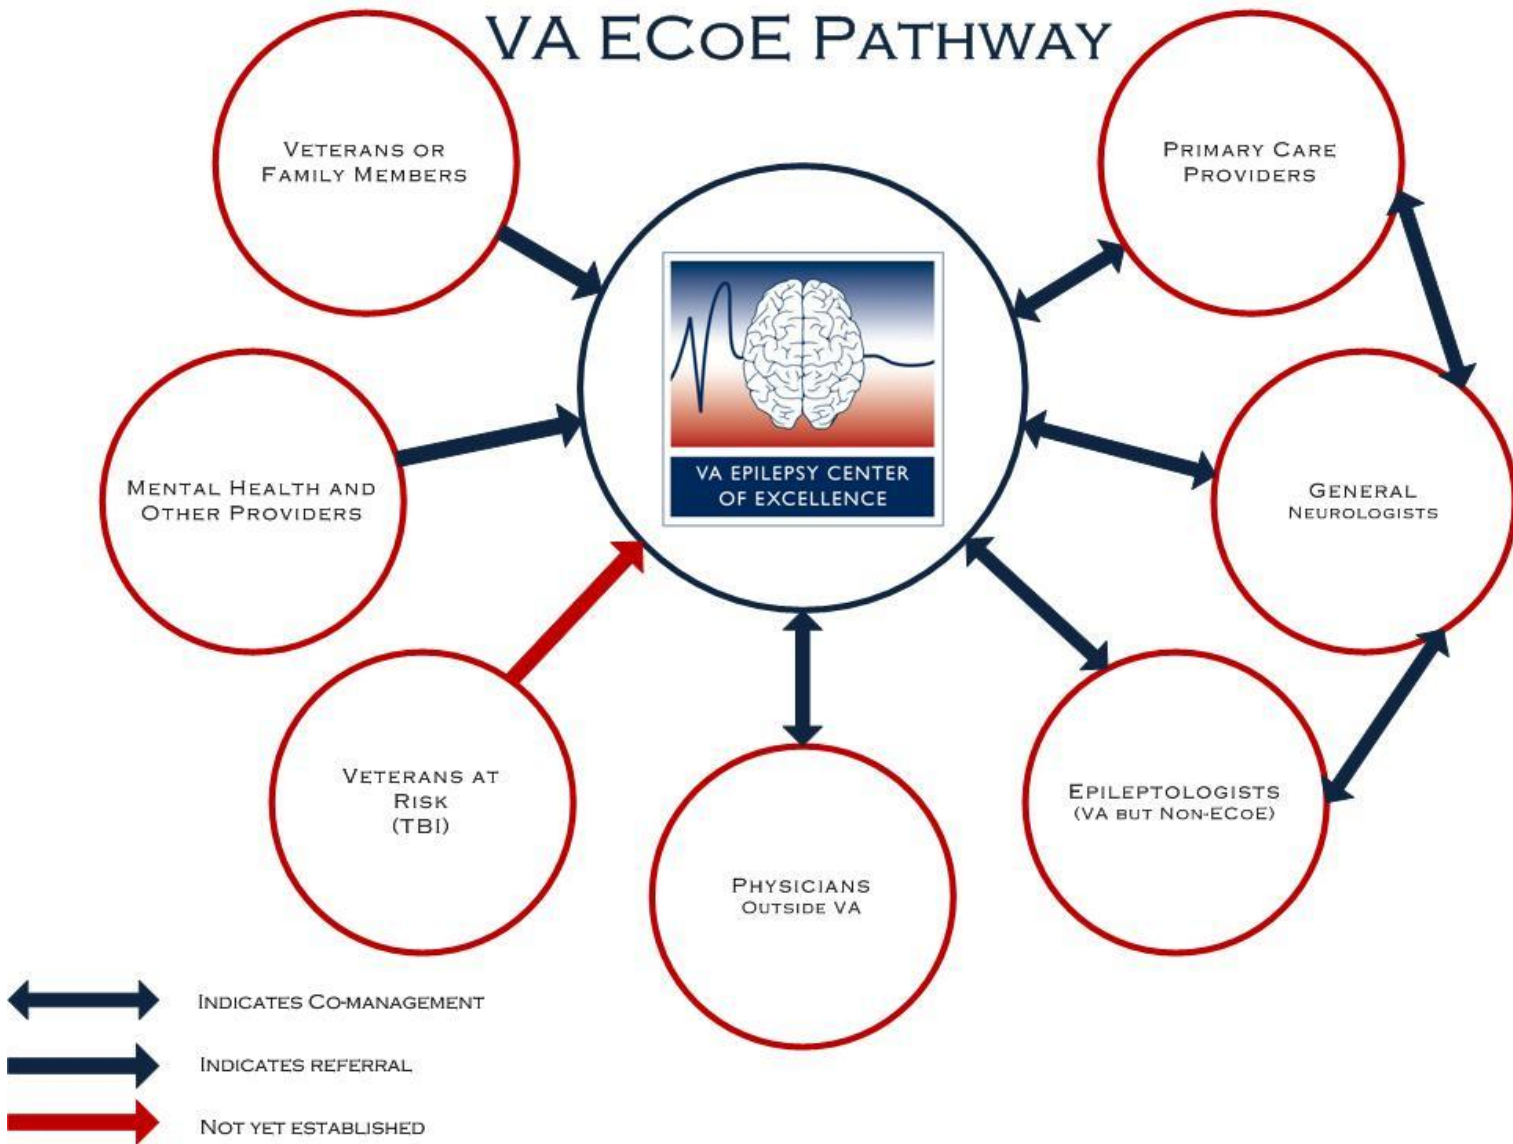 VA ECoE Pathway
Veterans or
Family Members
Primary Care
Providers
VA EPILEPSY CENTER
OF EXCELLENCE
Mental Health and
Other Providers
General
Neurologists
Veterans at
Risk
(TBI)
Epileptologists
(VA but Non-ECoE)
Physicians
Outside VA
Indicates Co-management
Indicates referral
Not yet established